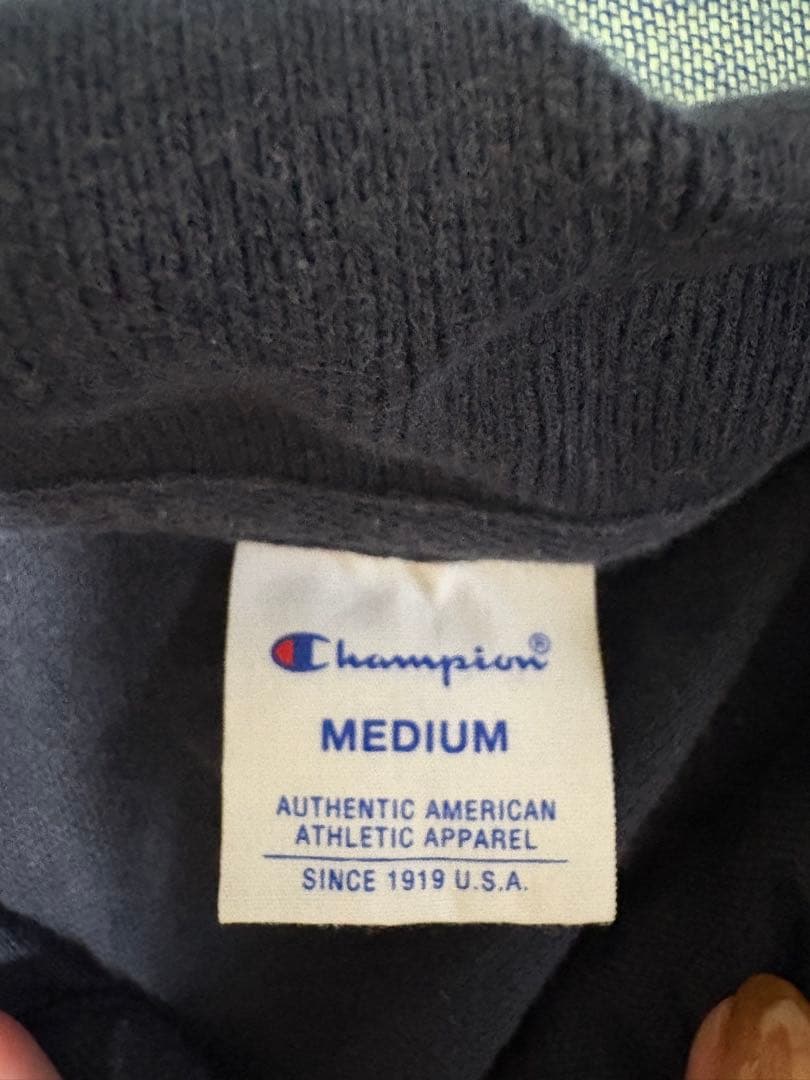 Champion®
MEDIUM
AUTHENTIC AMERICAN
ATHLETIC APPAREL
SINCE 1919 U.S.A.